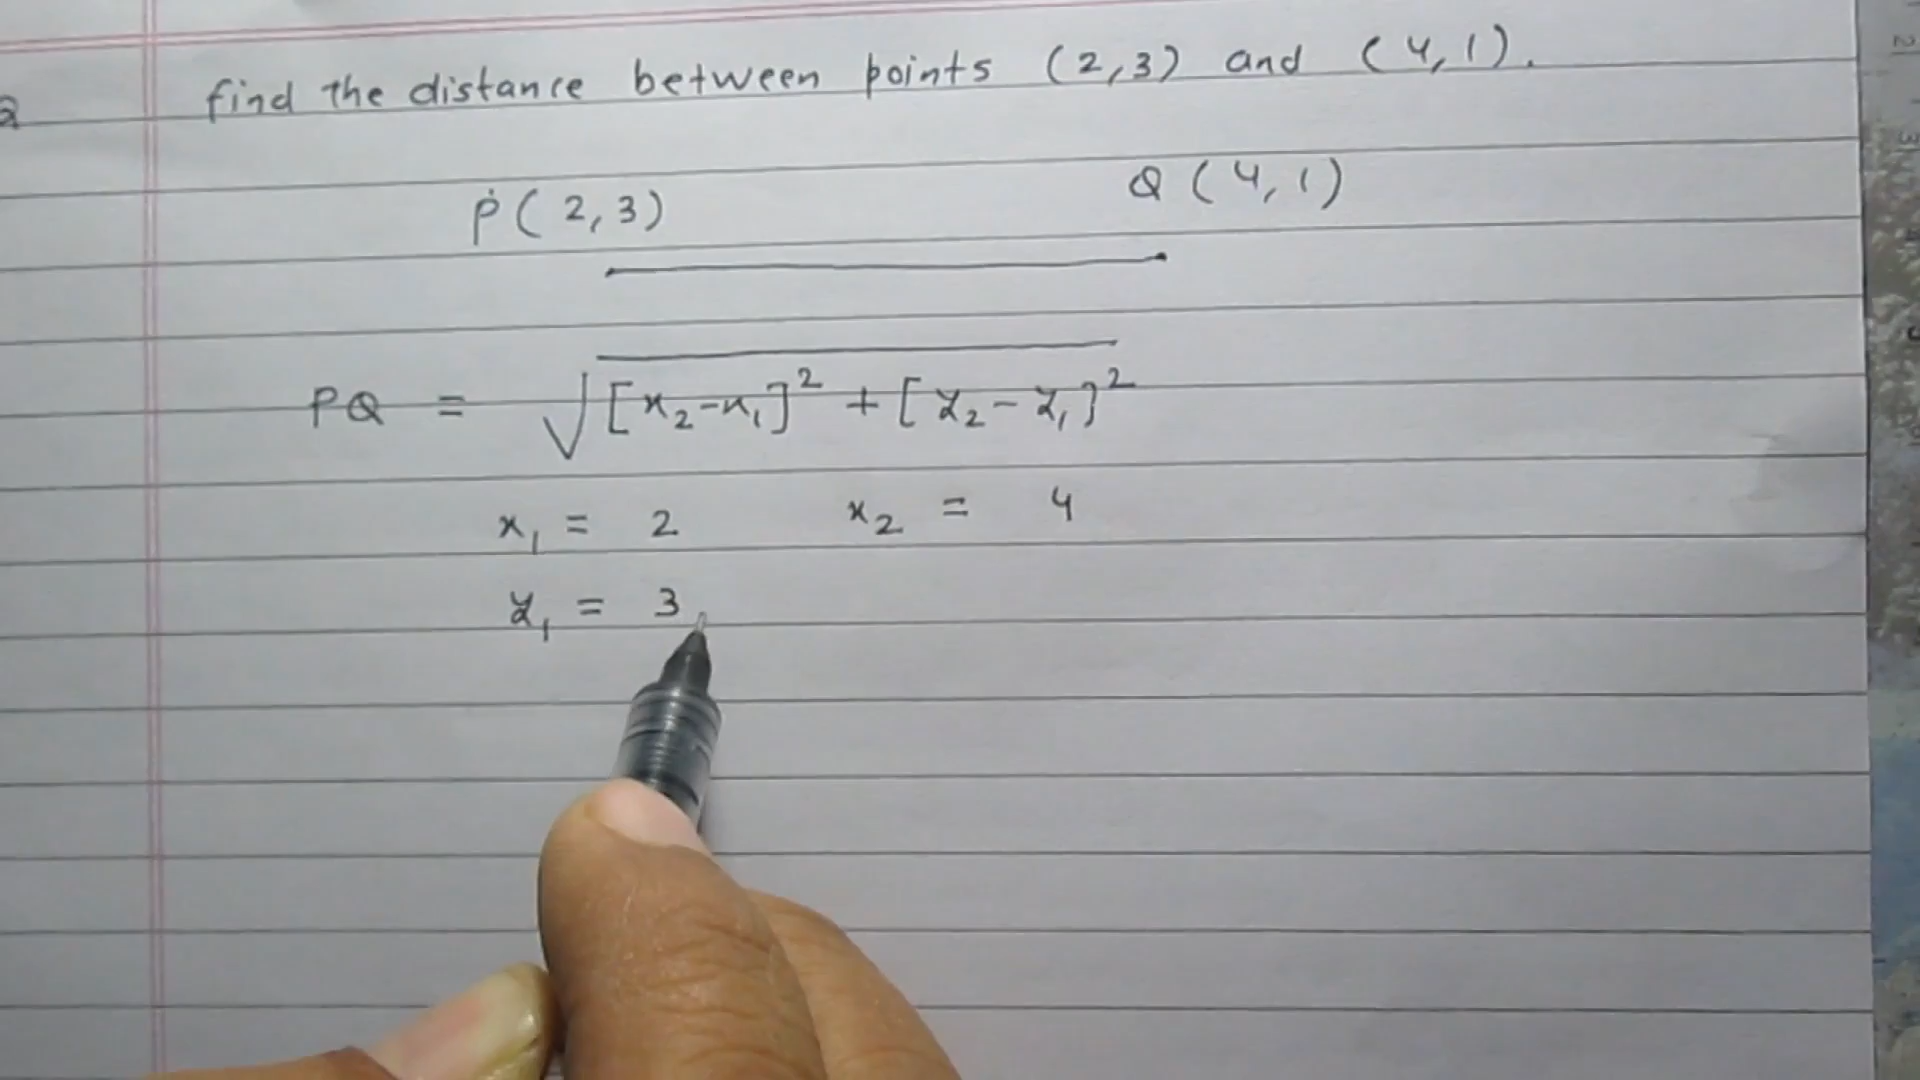 Q find the distance between points (2,3) and (4,1).
P(2,3) Q(4,1)
PQ = √[x₂-x₁]² + [y₂-y₁]²
x₁ = 2 x₂ = 4
y₁ = 3